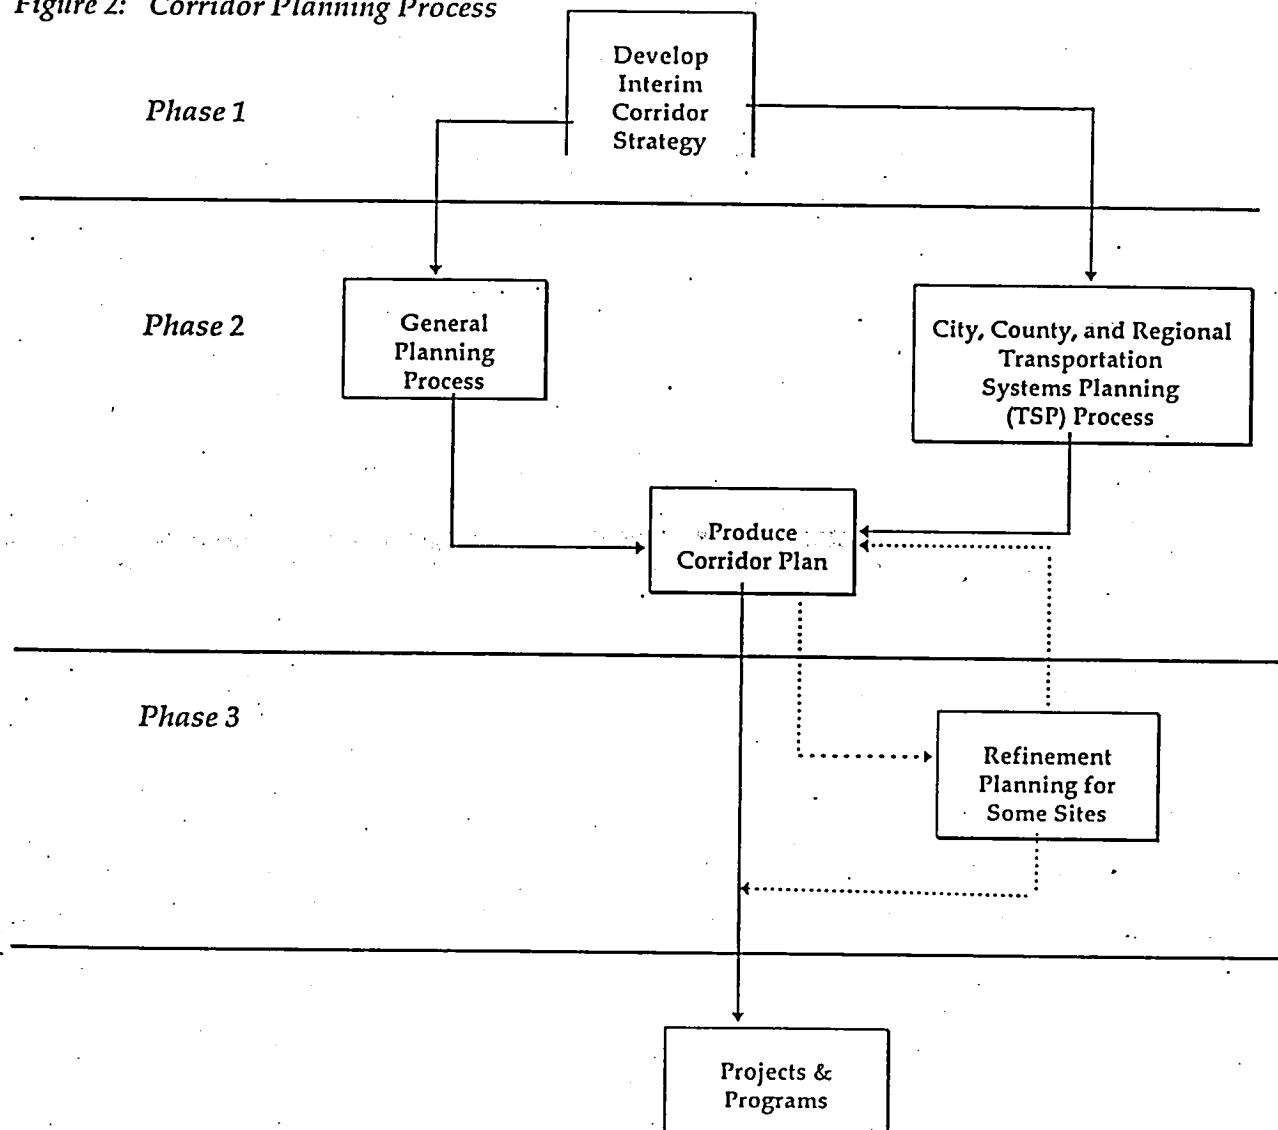 Figure 2: Corridor Planning Process
Develop
Interim
Corridor
Strategy
Phase 1
Phase 2
General
Planning
Process
City, County, and Regional
Transportation
Systems Planning
(TSP) Process
Produce
Corridor Plan
Phase 3
Refinement
Planning for
Some Sites
Projects &
Programs